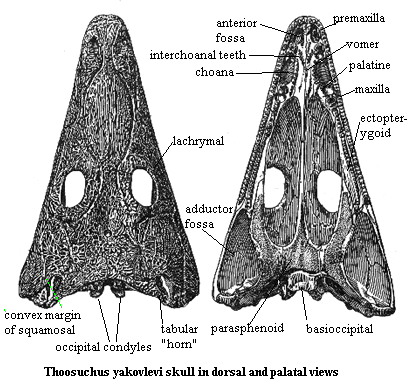 anterior
fossa
premaxilla
interchoanal teeth
vomer
choana
palatine
maxilla
ectopter-
ygoid
lachrymal
adductor
fossa
convex margin
of squamosal
occipital condyles
tabular
"horn"
parasphenoid
basioccipital
Thoosuchus yakovlevi skull in dorsal and palatal views